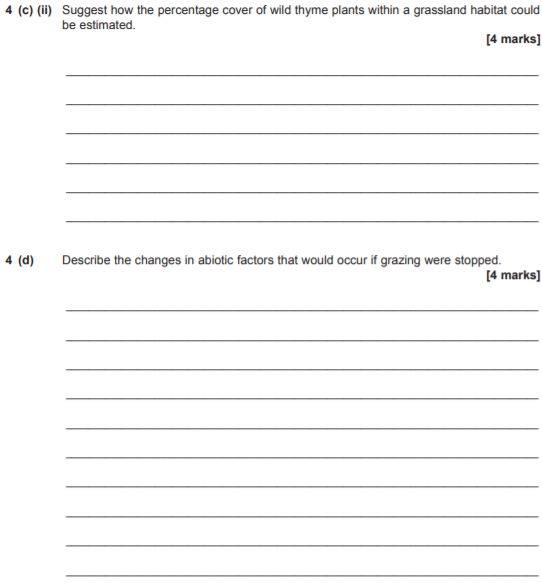 4 (c) (ii) Suggest how the percentage cover of wild thyme plants within a grassland habitat could
be estimated.
[4 marks]
4 (d) Describe the changes in abiotic factors that would occur if grazing were stopped.
[4 marks]